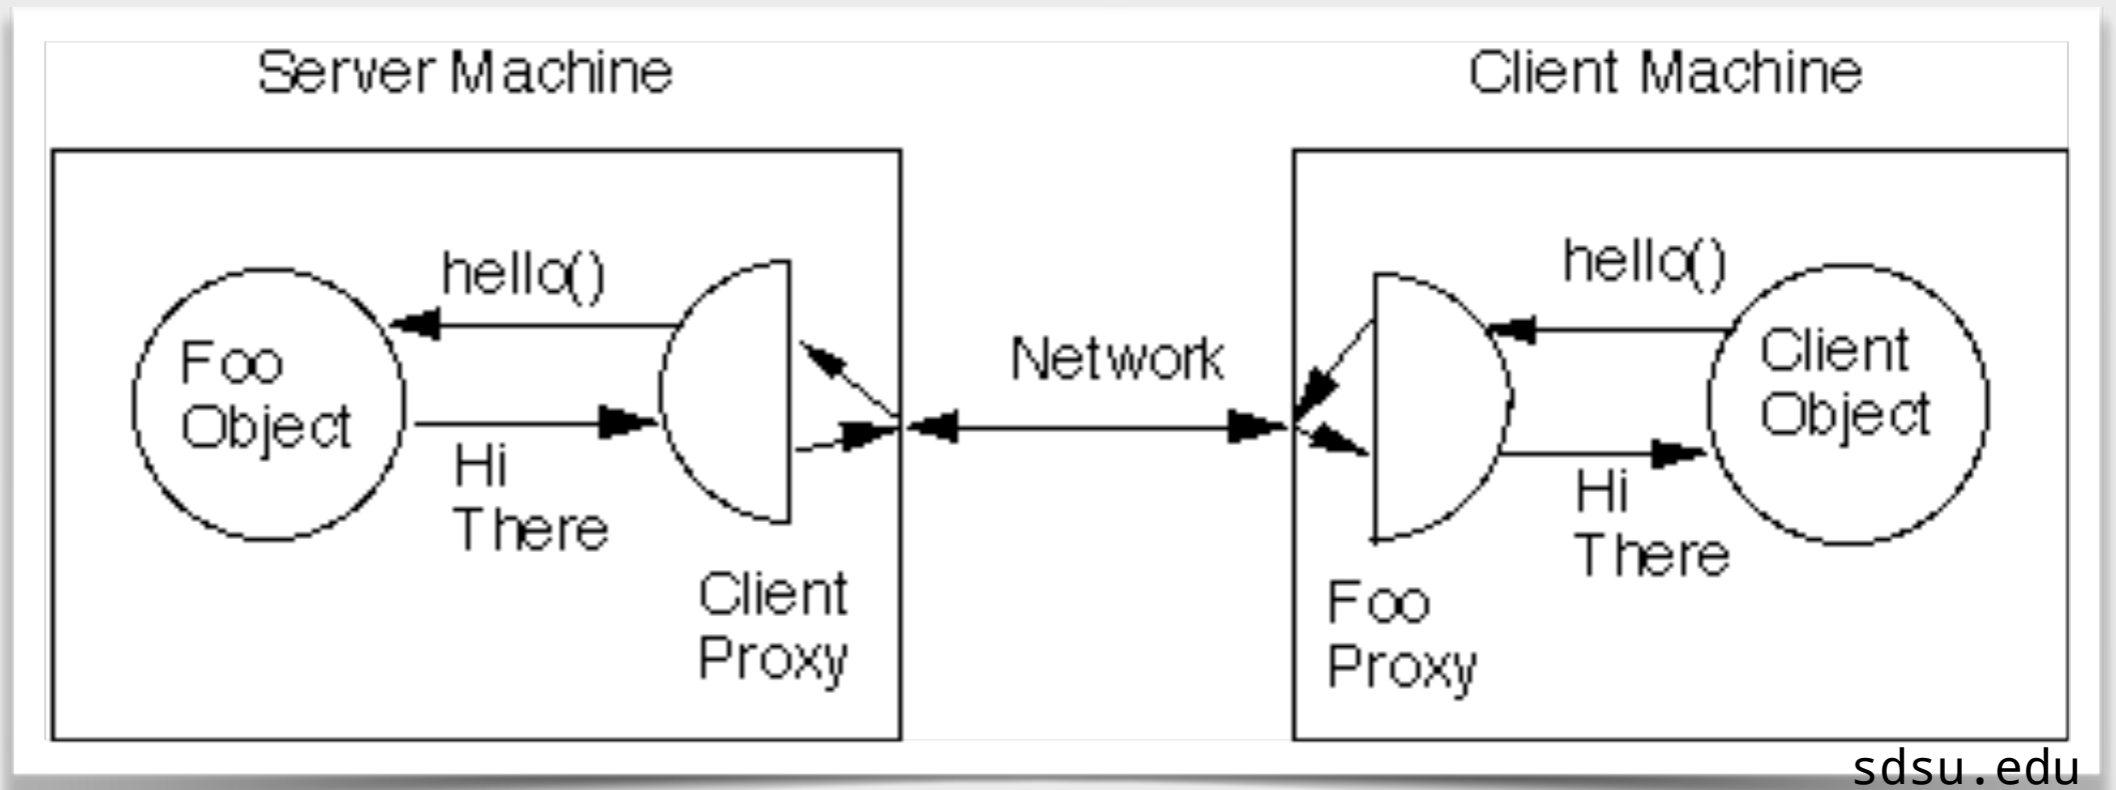 Server Machine
Client Machine
hello()
Foo
Object
Hi
There
Client
Proxy
Network
hello()
Client
Object
Hi
There
Foo
Proxy
sdsu.edu